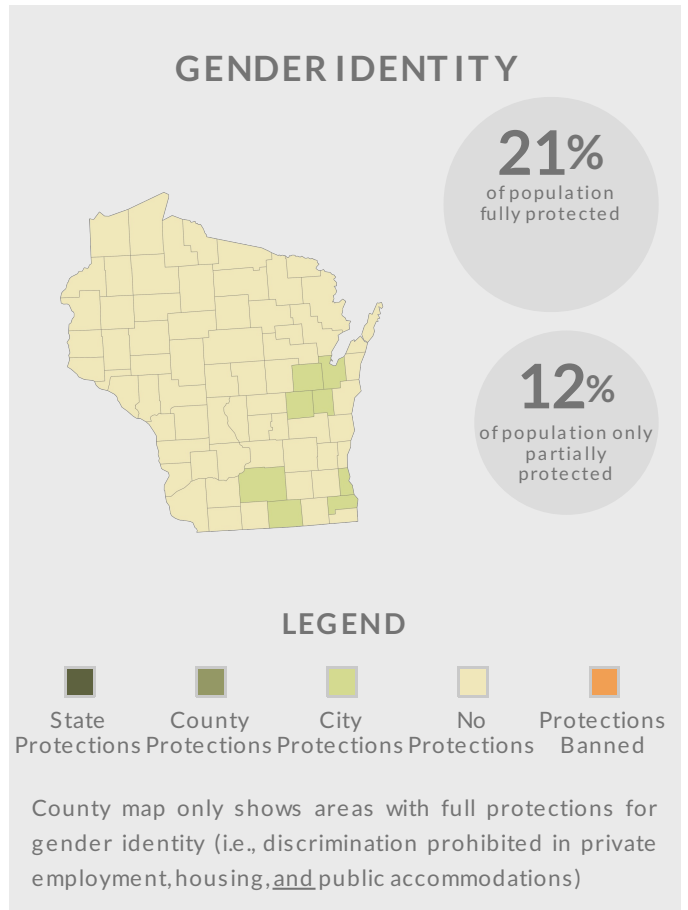 GENDER IDENTITY
21%
of population
fully protected
12%
of population only
partially
protected
LEGEND
State
Protections
County
Protections
City
Protections
No
Protections
Protections
Banned
County map only shows areas with full protections for
gender identity (i.e., discrimination prohibited in private
employment, housing, and public accommodations)